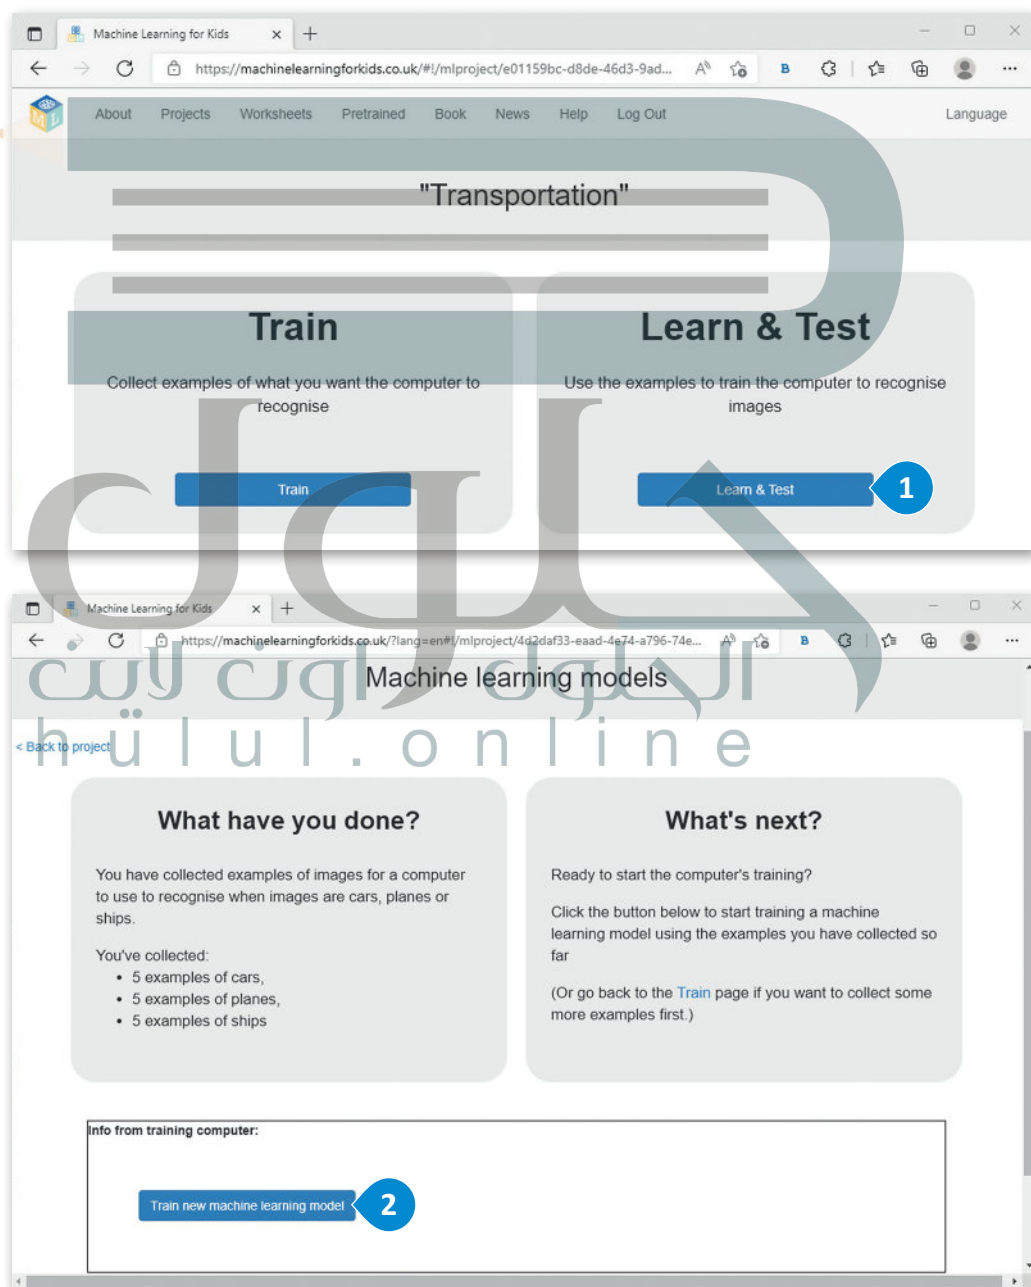 Machine Learning for Kids
https://machinelearningforkids.co.uk/#!/mlproject/e01159bc-d8de-46d3-9ad...
About Projects Worksheets Pretrained Book News Help Log Out Language
"Transportation"
Train
Collect examples of what you want the computer to
recognise
Train
Learn & Test
Use the examples to train the computer to recognise
images
Learn & Test
1
Machine Learning for Kids
https://machinelearningforkids.co.uk/?lang=en#!/mlproject/4d2daf33-eaad-4e74-a796-74e...
Machine learning models
< Back to project
What have you done?
You have collected examples of images for a computer
to use to recognise when images are cars, planes or
ships.
You've collected:
• 5 examples of cars,
• 5 examples of planes,
• 5 examples of ships
What's next?
Ready to start the computer's training?
Click the button below to start training a machine
learning model using the examples you have collected so
far
(Or go back to the Train page if you want to collect some
more examples first.)
Info from training computer:
Train new machine learning model
2
حلول
الحلول اون لاين
hülul.online